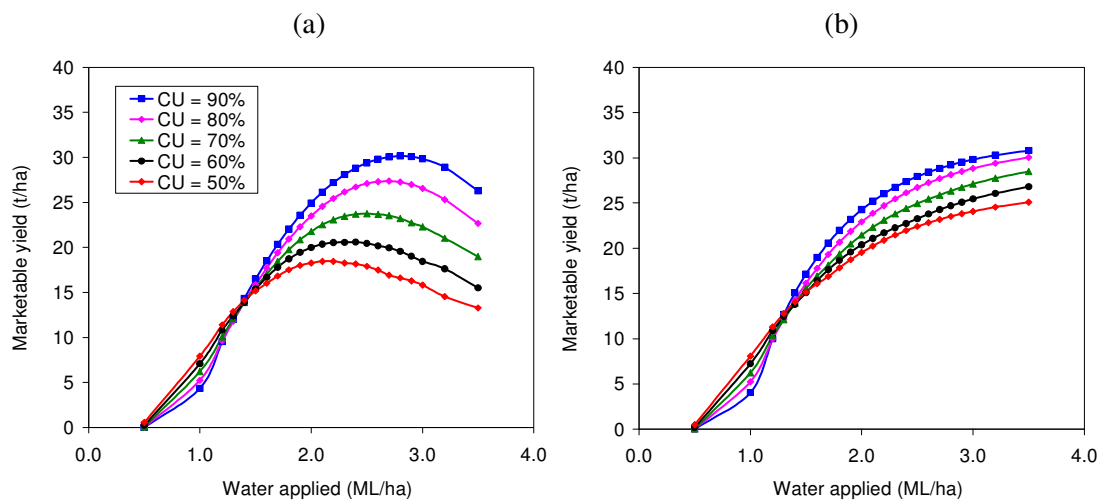 (a)
(b)
Marketable yield (t/ha)
40
35
30
25
20
15
10
5
0
CU = 90%
CU = 80%
CU = 70%
CU = 60%
CU = 50%
0.0 1.0 2.0 3.0 4.0
Water applied (ML/ha)
Marketable yield (t/ha)
40
35
30
25
20
15
10
5
0
0.0 1.0 2.0 3.0 4.0
Water applied (ML/ha)